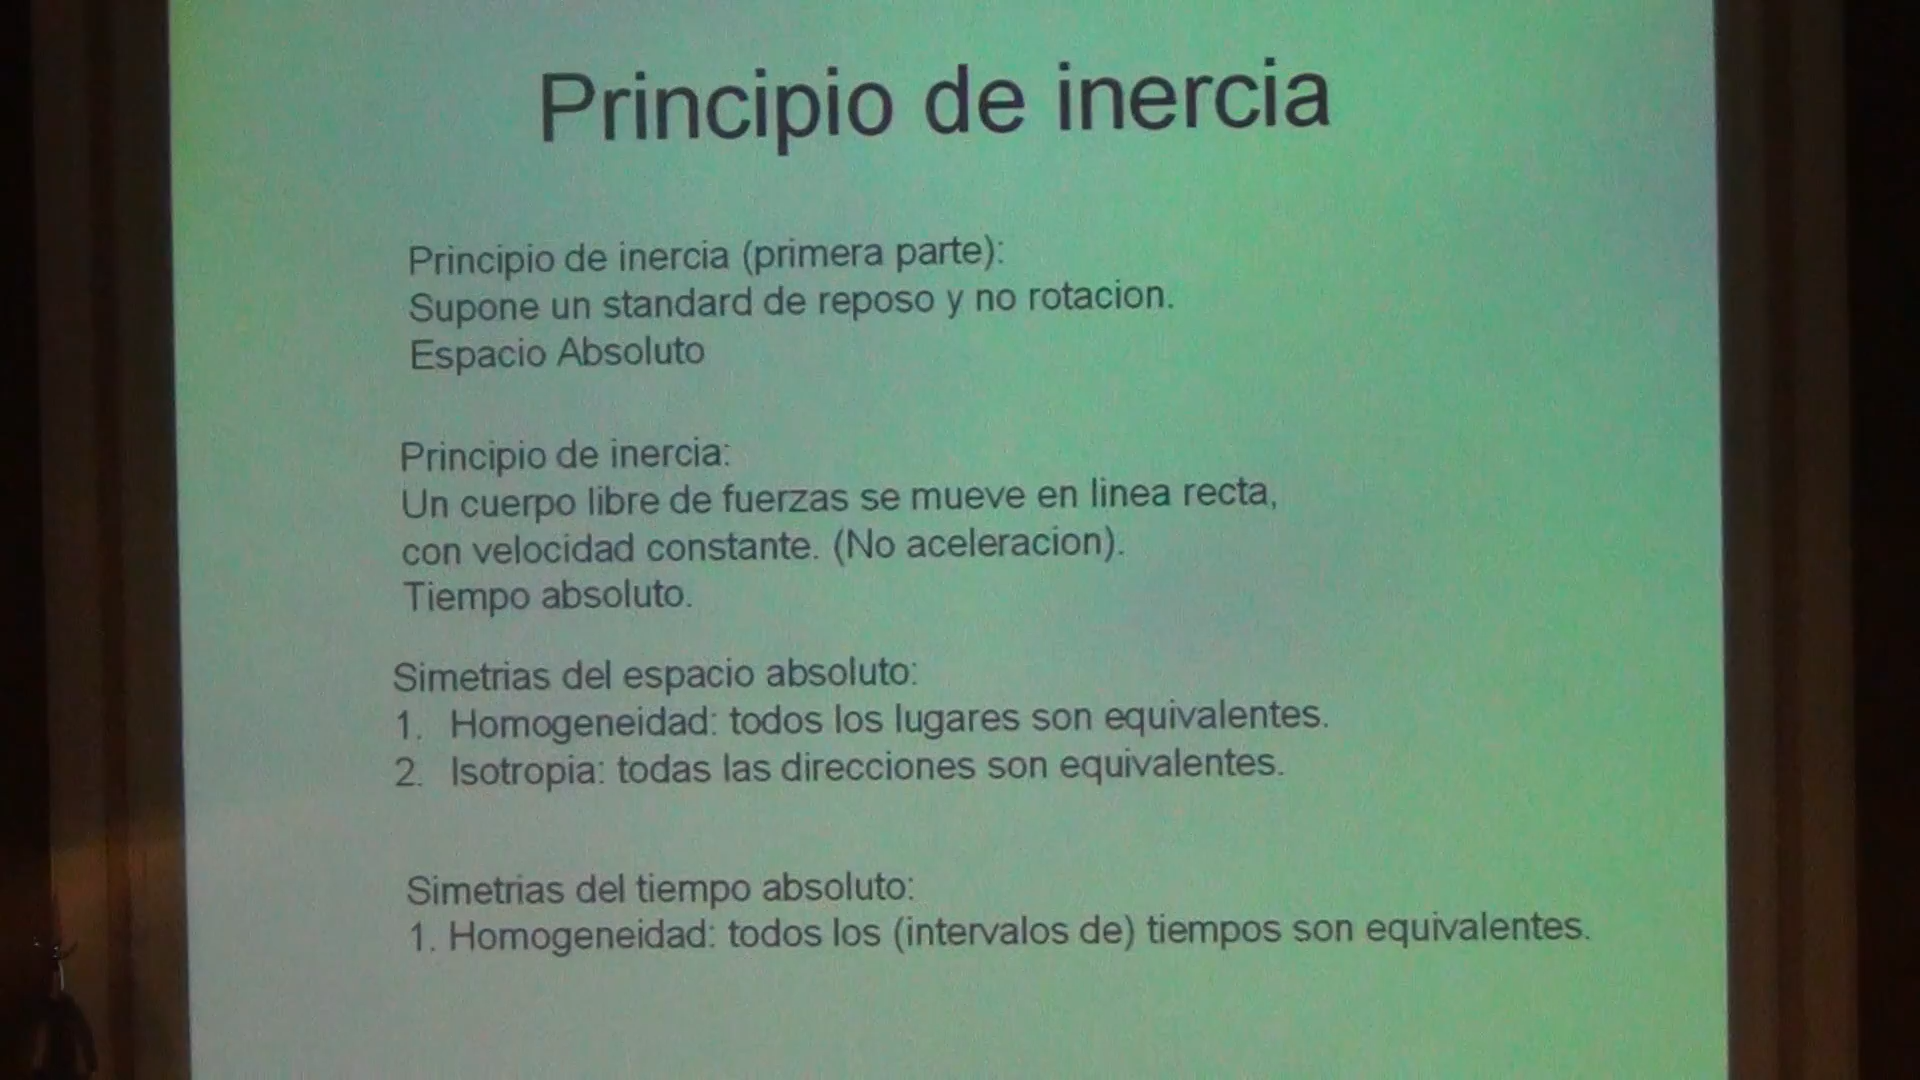 Principio de inercia
Principio de inercia (primera parte):
Supone un standard de reposo y no rotacion.
Espacio Absoluto
Principio de inercia:
Un cuerpo libre de fuerzas se mueve en linea recta,
con velocidad constante. (No aceleracion).
Tiempo absoluto.
Simetrias del espacio absoluto:
1. Homogeneidad: todos los lugares son equivalentes.
2. Isotropia: todas las direcciones son equivalentes.
Simetrias del tiempo absoluto:
1. Homogeneidad: todos los (intervalos de) tiempos son equivalentes.